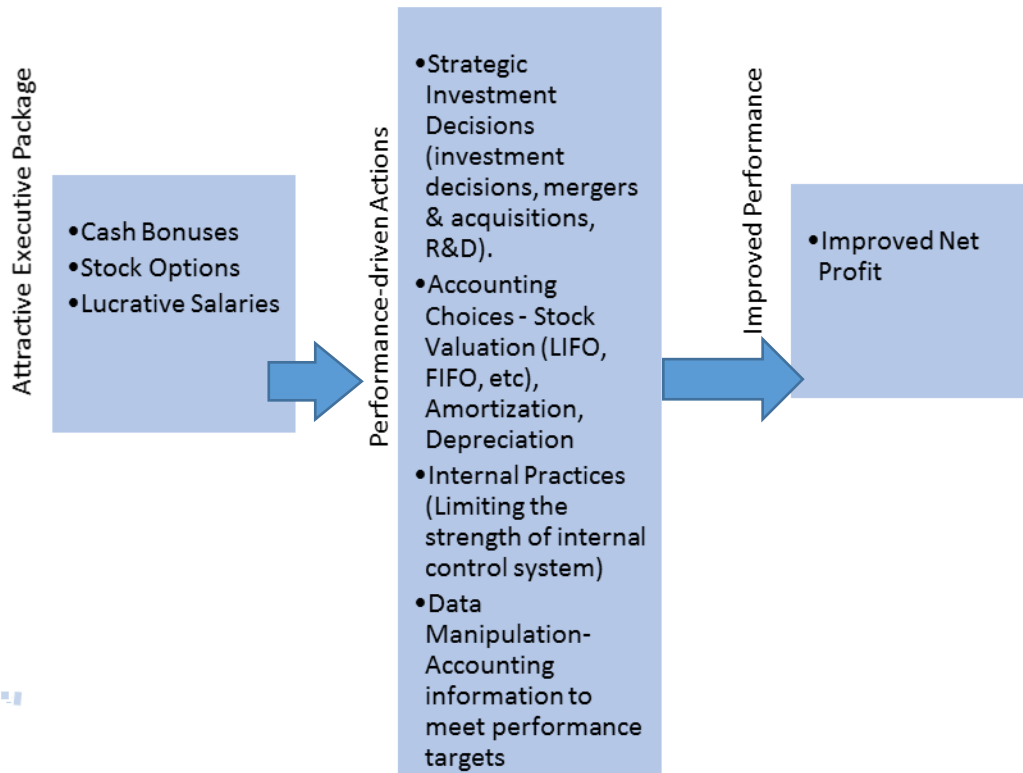 Attractive Executive Package
•Cash Bonuses
•Stock Options
•Lucrative Salaries
Performance-driven Actions
•Strategic
Investment
Decisions
(investment
decisions, mergers
& acquisitions,
R&D).
•Accounting
Choices - Stock
Valuation (LIFO,
FIFO, etc),
Amortization,
Depreciation
•Internal Practices
(Limiting the
strength of internal
control system)
•Data
Manipulation-
Accounting
information to
meet performance
targets
Improved Performance
•Improved Net
Profit